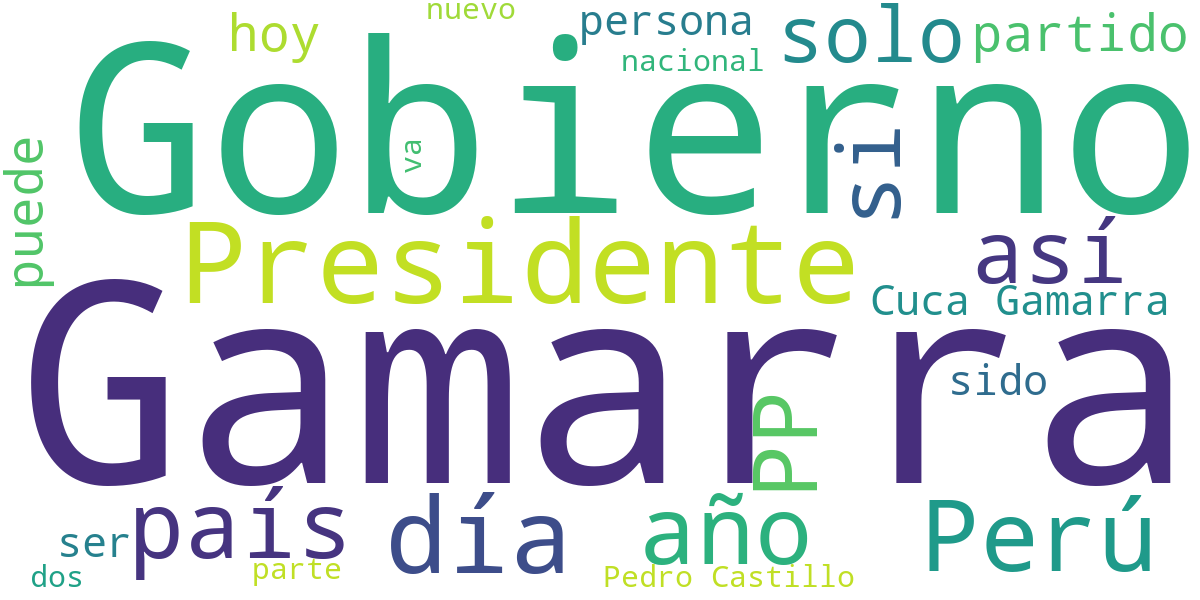 nuevo
hoy
persona
solo
partido
nacional
Gobierno
va
si
puede
Presidente
así
Cuca Gamarra
Gamarra
sido
PP
país
día
año
Perú
ser
dos
parte
Pedro Castillo